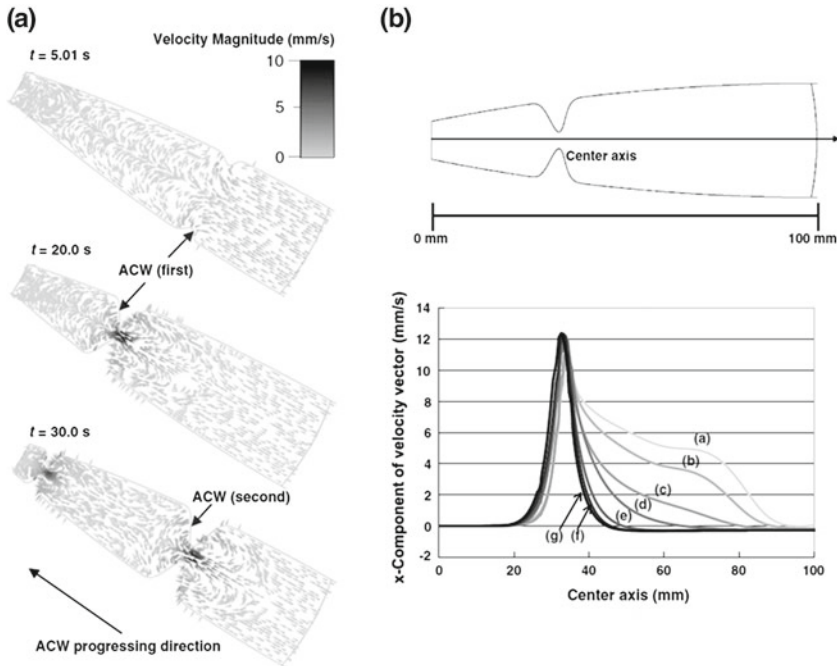 (a)
t = 5.01 s
Velocity Magnitude (mm/s)
10
5
0
t = 20.0 s
ACW (first)
t = 30.0 s
ACW (second)
ACW progressing direction
(b)
Center axis
0 mm
100 mm
x-Component of velocity vector (mm/s)
14
12
10
8
6
4
2
0
-2
(a)
(b)
(c)
(d)
(e)
(f)
(g)
0
20
40
60
80
100
Center axis (mm)